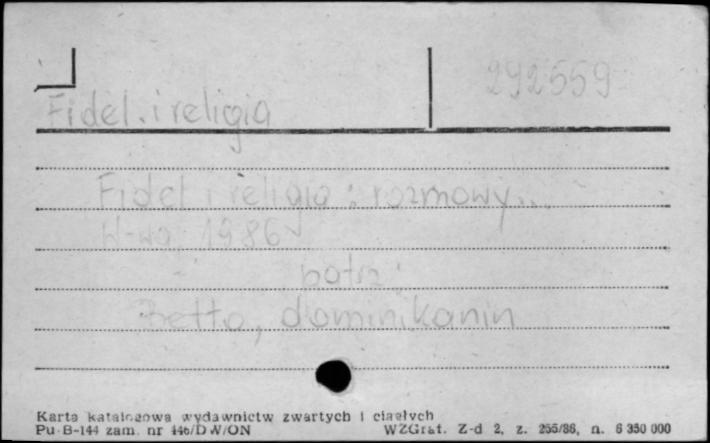 292559
Fidel i religia
Fidel i religia : rozmowy...
W-wa, 1986
patrz:
Betto, dominikanin
Karta katalogowa wydawnictw zwartych i ciągłych
Pu-B-144 zam. nr 446/DW/ON WZGraf. Z-d 2, z. 255/86, n. 6 350 000